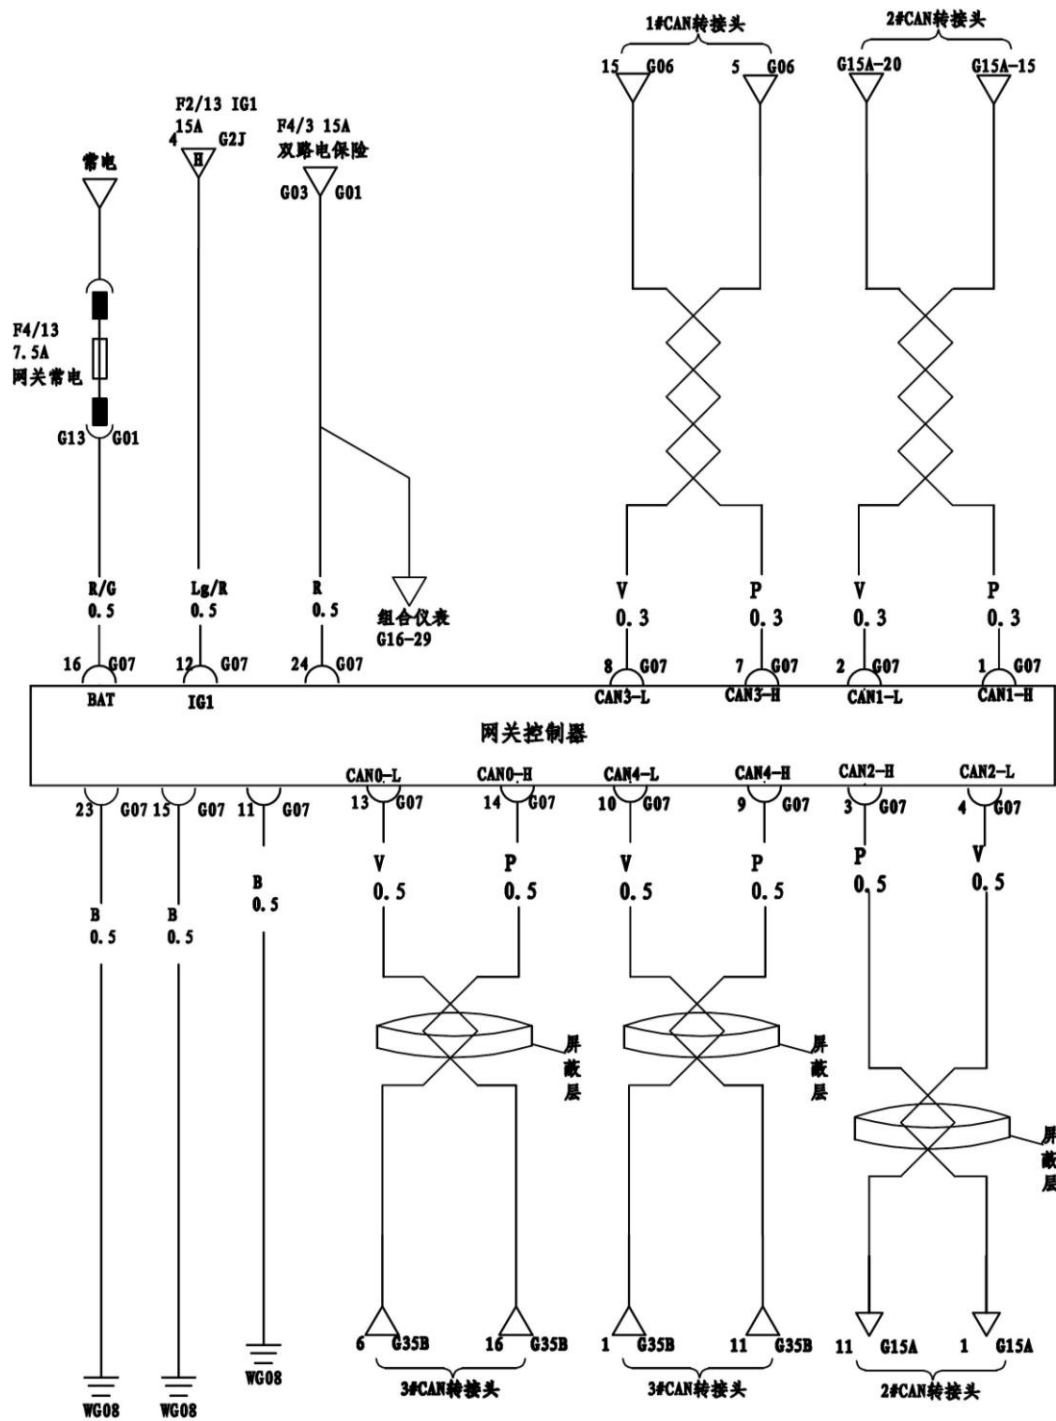 1#CAN转接头
2#CAN转接头
15 G06
5 G06
G15A-20
G15A-15
F2/13 IG1
15A
4 G2J
H
F4/3 15A
双路电保险
G03 G01
常电
F4/13
7.5A
网关常电
G13 G01
R/G
0.5
Lg/R
0.5
R
0.5
组合仪表
G16-29
V
0.3
P
0.3
V
0.3
P
0.3
16 G07
12 G07
24 G07
8 G07
7 G07
2 G07
1 G07
BAT
IG1
CAN3-L
CAN3-H
CAN1-L
CAN1-H
网关控制器
CAN0-L
CAN0-H
CAN4-L
CAN4-H
CAN2-H
CAN2-L
23 G07
15 G07
11 G07
13 G07
14 G07
10 G07
9 G07
3 G07
4 G07
B
0.5
B
0.5
B
0.5
V
0.5
P
0.5
V
0.5
P
0.5
P
0.5
V
0.5
屏
蔽
层
屏
蔽
层
屏
蔽
层
WG08
WG08
WG08
6 G35B
16 G35B
1 G35B
11 G35B
11 G15A
1 G15A
3#CAN转接头
3#CAN转接头
2#CAN转接头